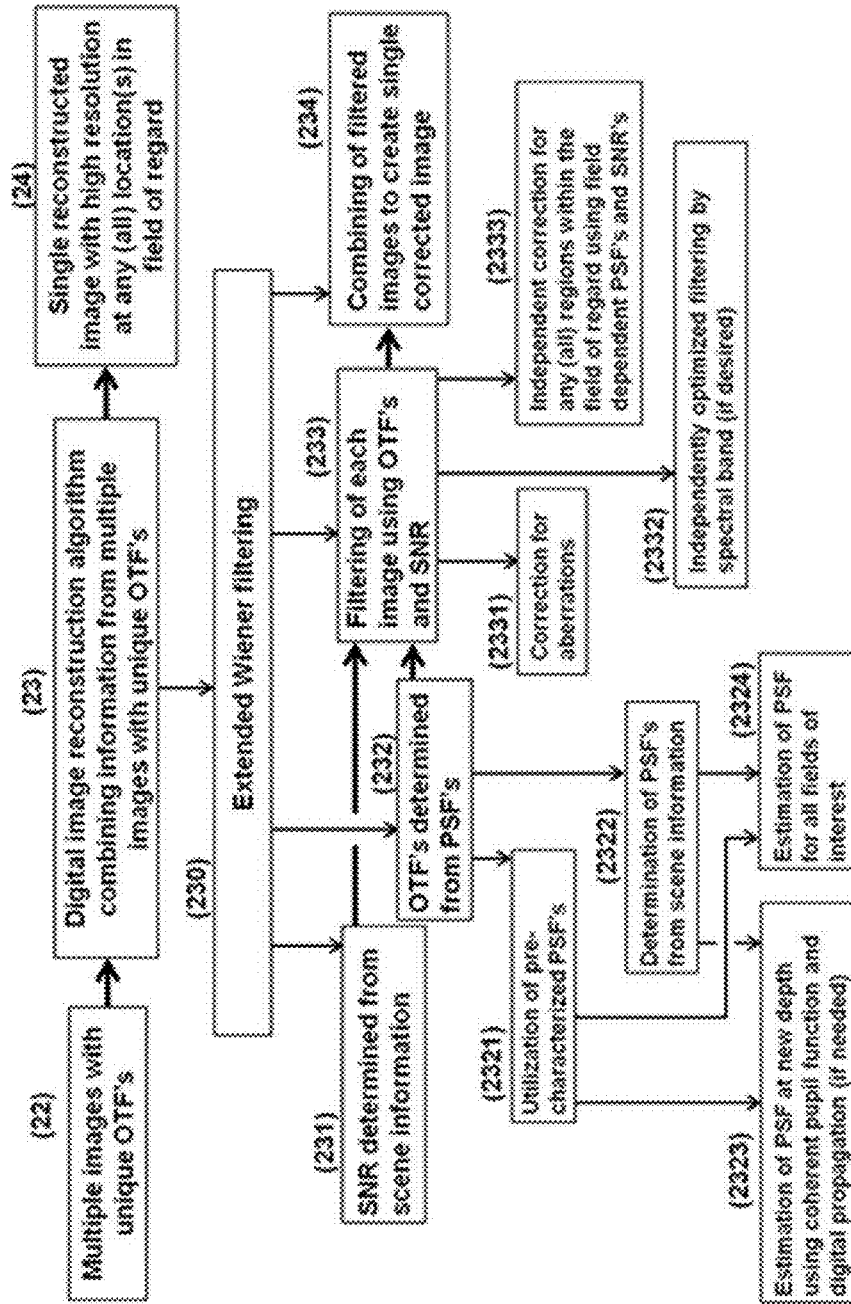 (22)
Multiple images with
unique OTF's
(23)
Digital image reconstruction algorithm
combining information from multiple
images with unique OTF's
(24)
Single reconstructed
image with high resolution
at any (all) location(s) in
field of regard
(230)
Extended Wiener filtering
(231)
SNR determined from
scene information
(232)
OTF's determined
from PSF's
(233)
Filtering of each
image using OTF's
and SNR
(234)
Combining of filtered
images to create single
corrected image
(2321)
Utilization of pre-
characterized PSF's
(2322)
Determination of PSF's
from scene information
(2323)
Estimation of PSF at new depth
using coherent pupil function and
digital propagation (if needed)
(2324)
Estimation of PSF
for all fields of
interest
(2331)
Correction for
aberrations
(2332)
Independently optimized filtering by
spectral band (if desired)
(2333)
Independent correction for
any (all) regions within the
field of regard using field
dependent PSF's and SNR's